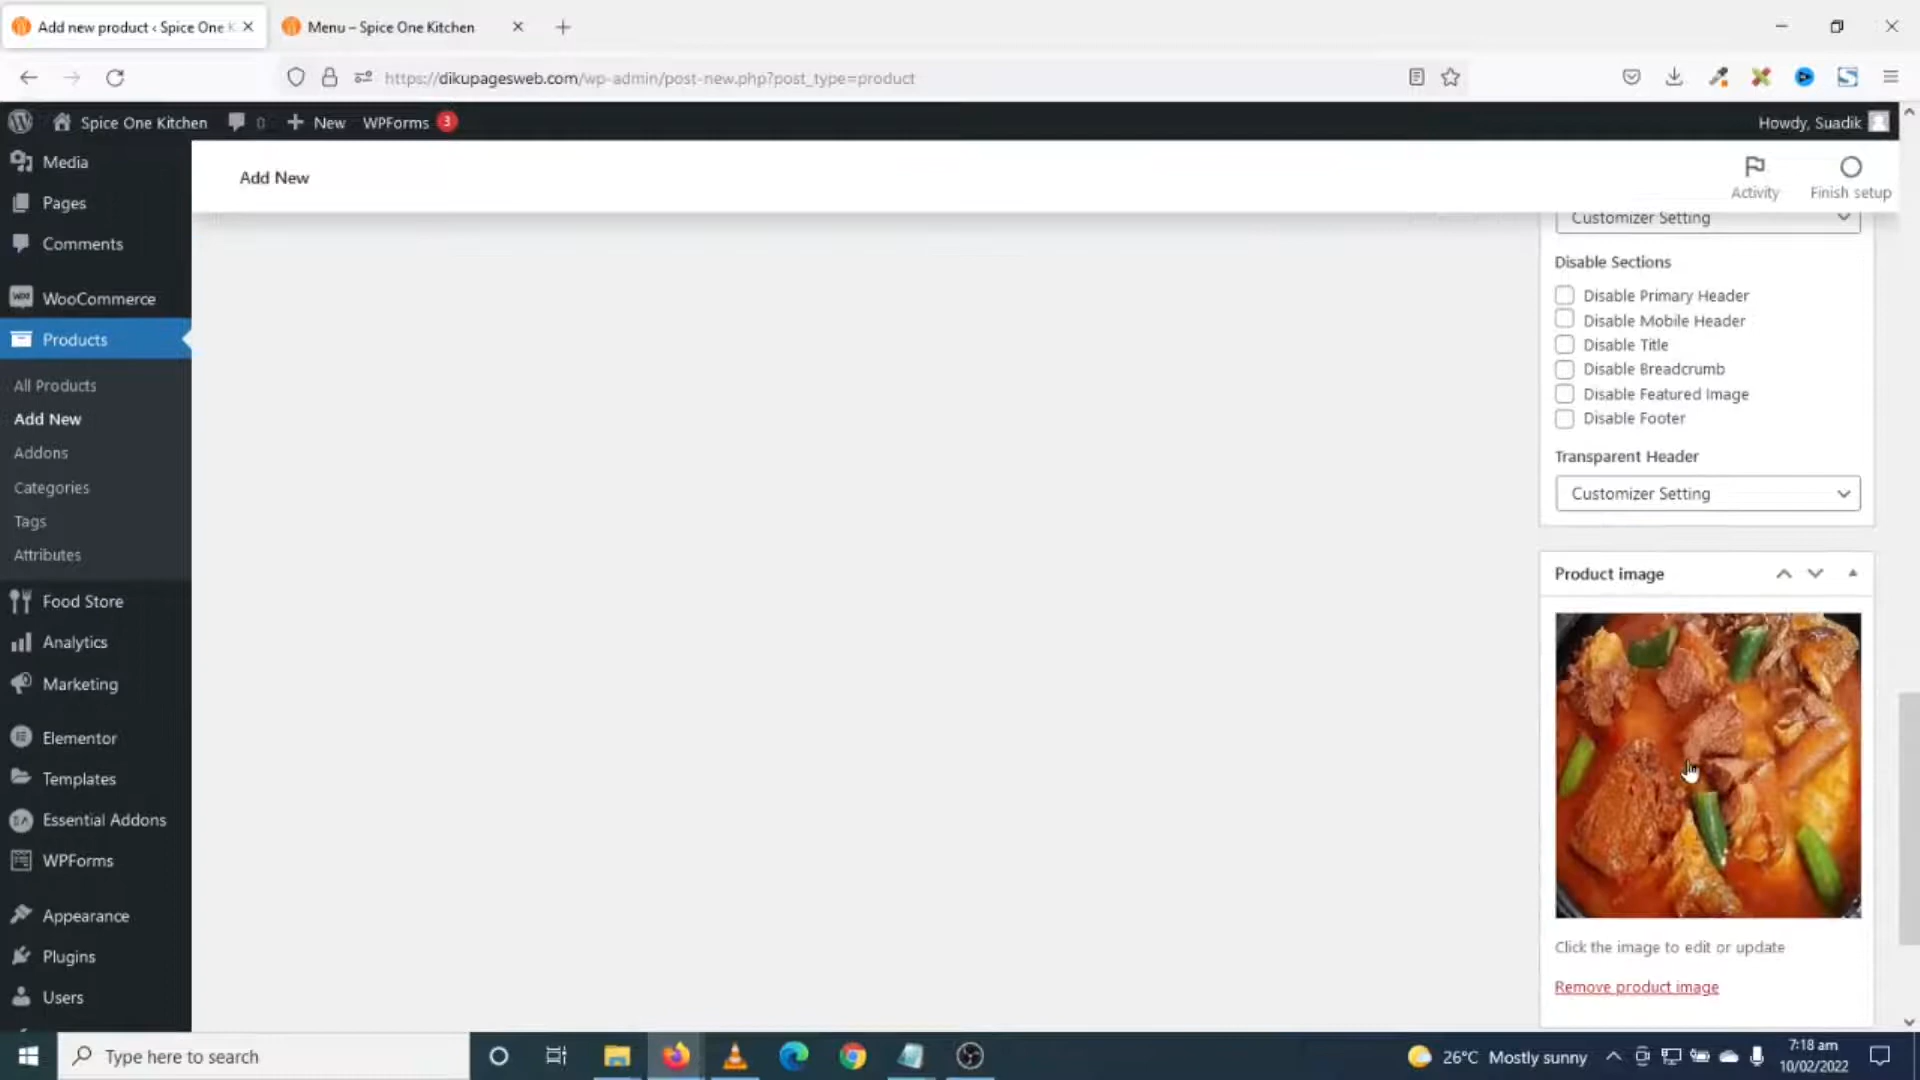 Add new product ‹ Spice One K
Menu – Spice One Kitchen
https://dikupagesweb.com/wp-admin/post-new.php?post_type=product
Spice One Kitchen
0
New
WPForms 3
Howdy, Suadik
Media
Pages
Comments
WooCommerce
Products
All Products
Add New
Addons
Categories
Tags
Attributes
Food Store
Analytics
Marketing
Elementor
Templates
Essential Addons
WPForms
Appearance
Plugins
Users
Add New
Activity
Finish setup
Customizer Setting
Disable Sections
Disable Primary Header
Disable Mobile Header
Disable Title
Disable Breadcrumb
Disable Featured Image
Disable Footer
Transparent Header
Customizer Setting
Product image
Click the image to edit or update
Remove product image
Type here to search
26°C Mostly sunny
7:18 am
10/02/2022